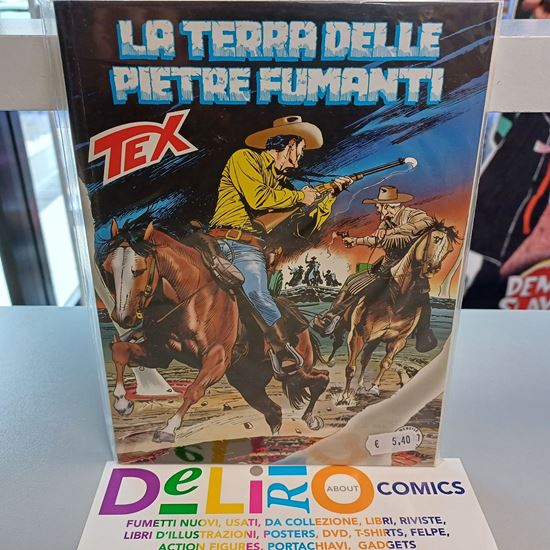 LA TERRA DELLE
PIETRE FUMANTI
TEX
€ 5,40
DELIRIO ABOUT COMICS
FUMETTI NUOVI, USATI, DA COLLEZIONE, LIBRI, RIVISTE,
LIBRI D'ILLUSTRAZIONI, POSTERS, DVD, T-SHIRTS, FELPE,
ACTION FIGURES, PORTACHIAVI, GADGETS